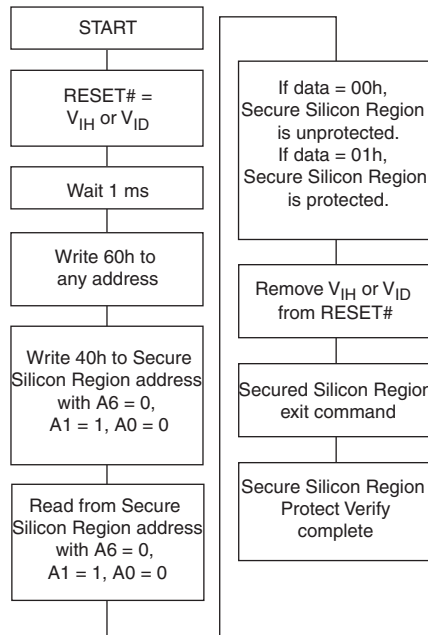 START
RESET# =
VIH or VID
Wait 1 ms
Write 60h to
any address
Write 40h to Secure
Silicon Region address
with A6 = 0,
A1 = 1, A0 = 0
Read from Secure
Silicon Region address
with A6 = 0,
A1 = 1, A0 = 0
If data = 00h,
Secure Silicon Region
is unprotected.
If data = 01h,
Secure Silicon Region
is protected.
Remove VIH or VID
from RESET#
Secured Silicon Region
exit command
Secure Silicon Region
Protect Verify
complete